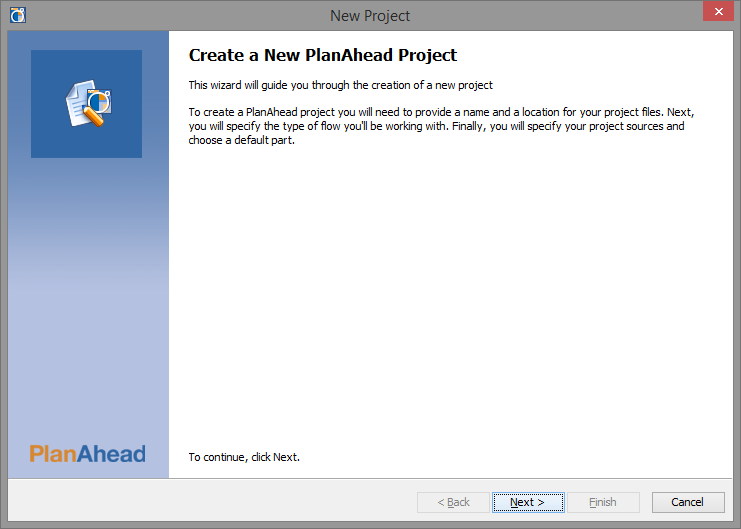 New Project
Create a New PlanAhead Project
This wizard will guide you through the creation of a new project
To create a PlanAhead project you will need to provide a name and a location for your project files. Next,
you will specify the type of flow you'll be working with. Finally, you will specify your project sources and
choose a default part.
PlanAhead
To continue, click Next.
< Back
Next >
Finish
Cancel